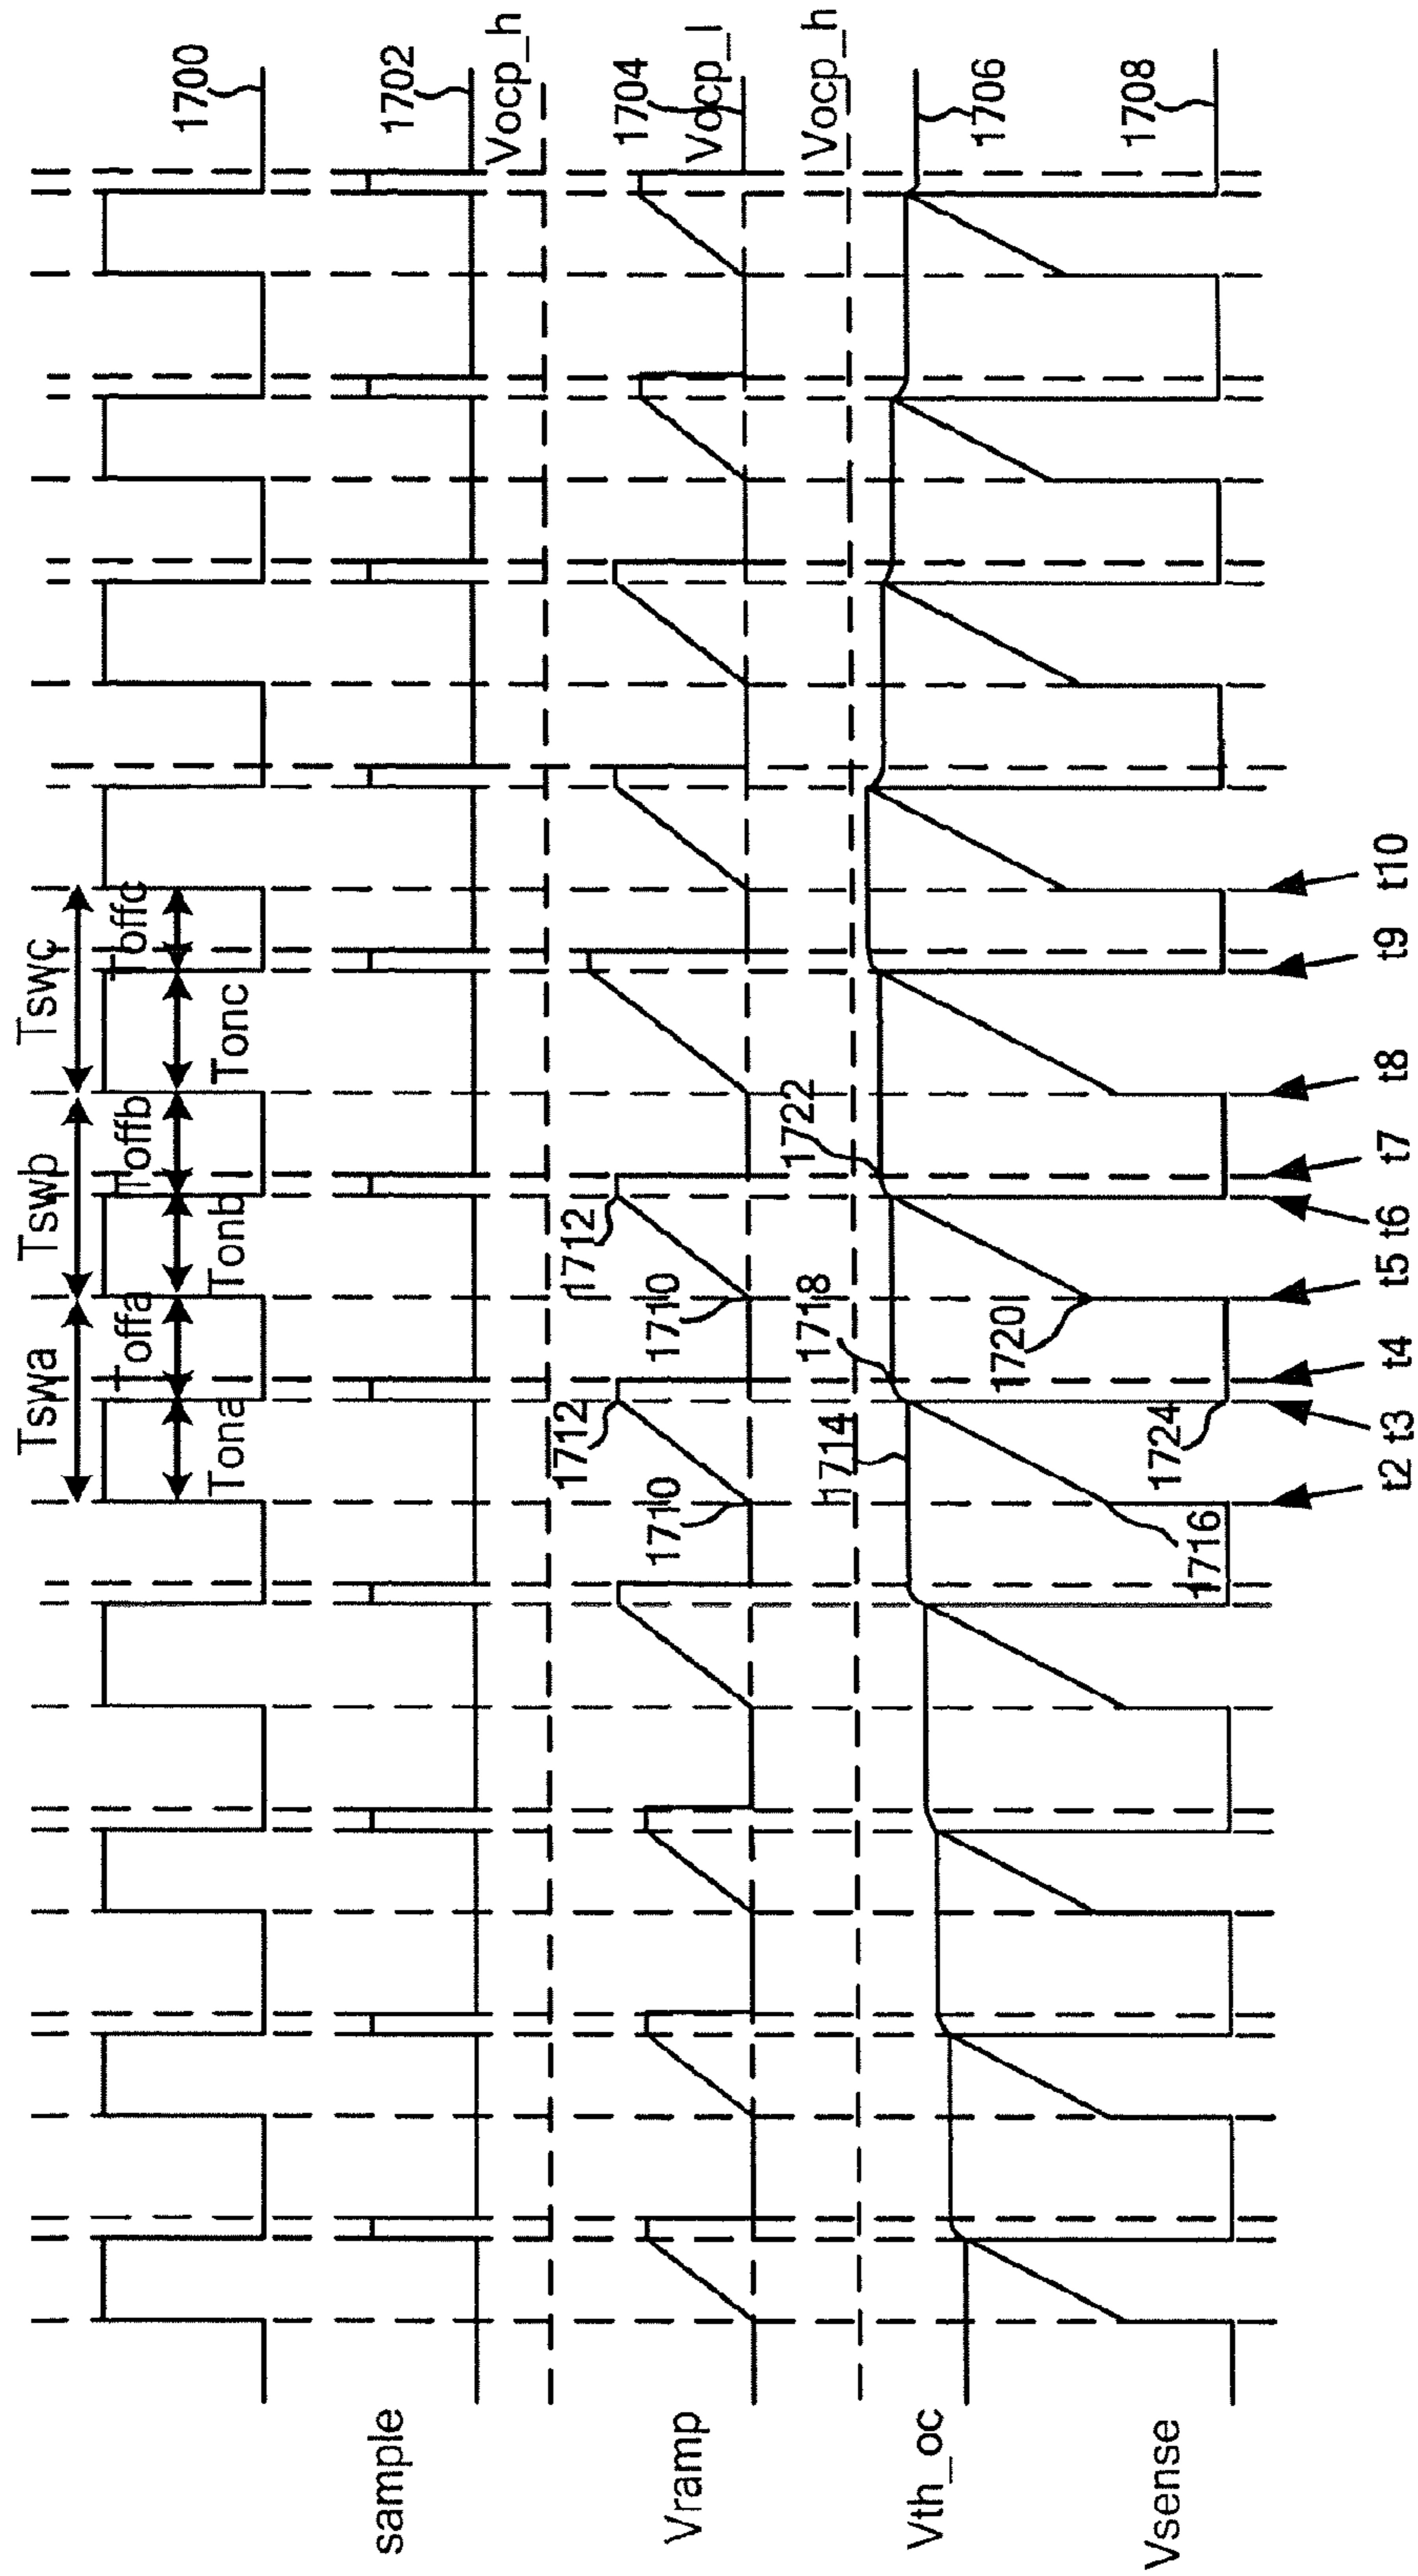 Tswa
Tswb
Tswc
Tona
Toffa
Tonb
Toffb
Tonc
Toffc
1700
sample
1702
Vocp_h
Vramp
1710
1712
1710
1712
1704
Vocp_l
Vocp_h
Vth_oc
1714
1718
1722
1706
Vsense
1716
1724
1720
1708
t2
t3
t4
t5
t6
t7
t8
t9
t10